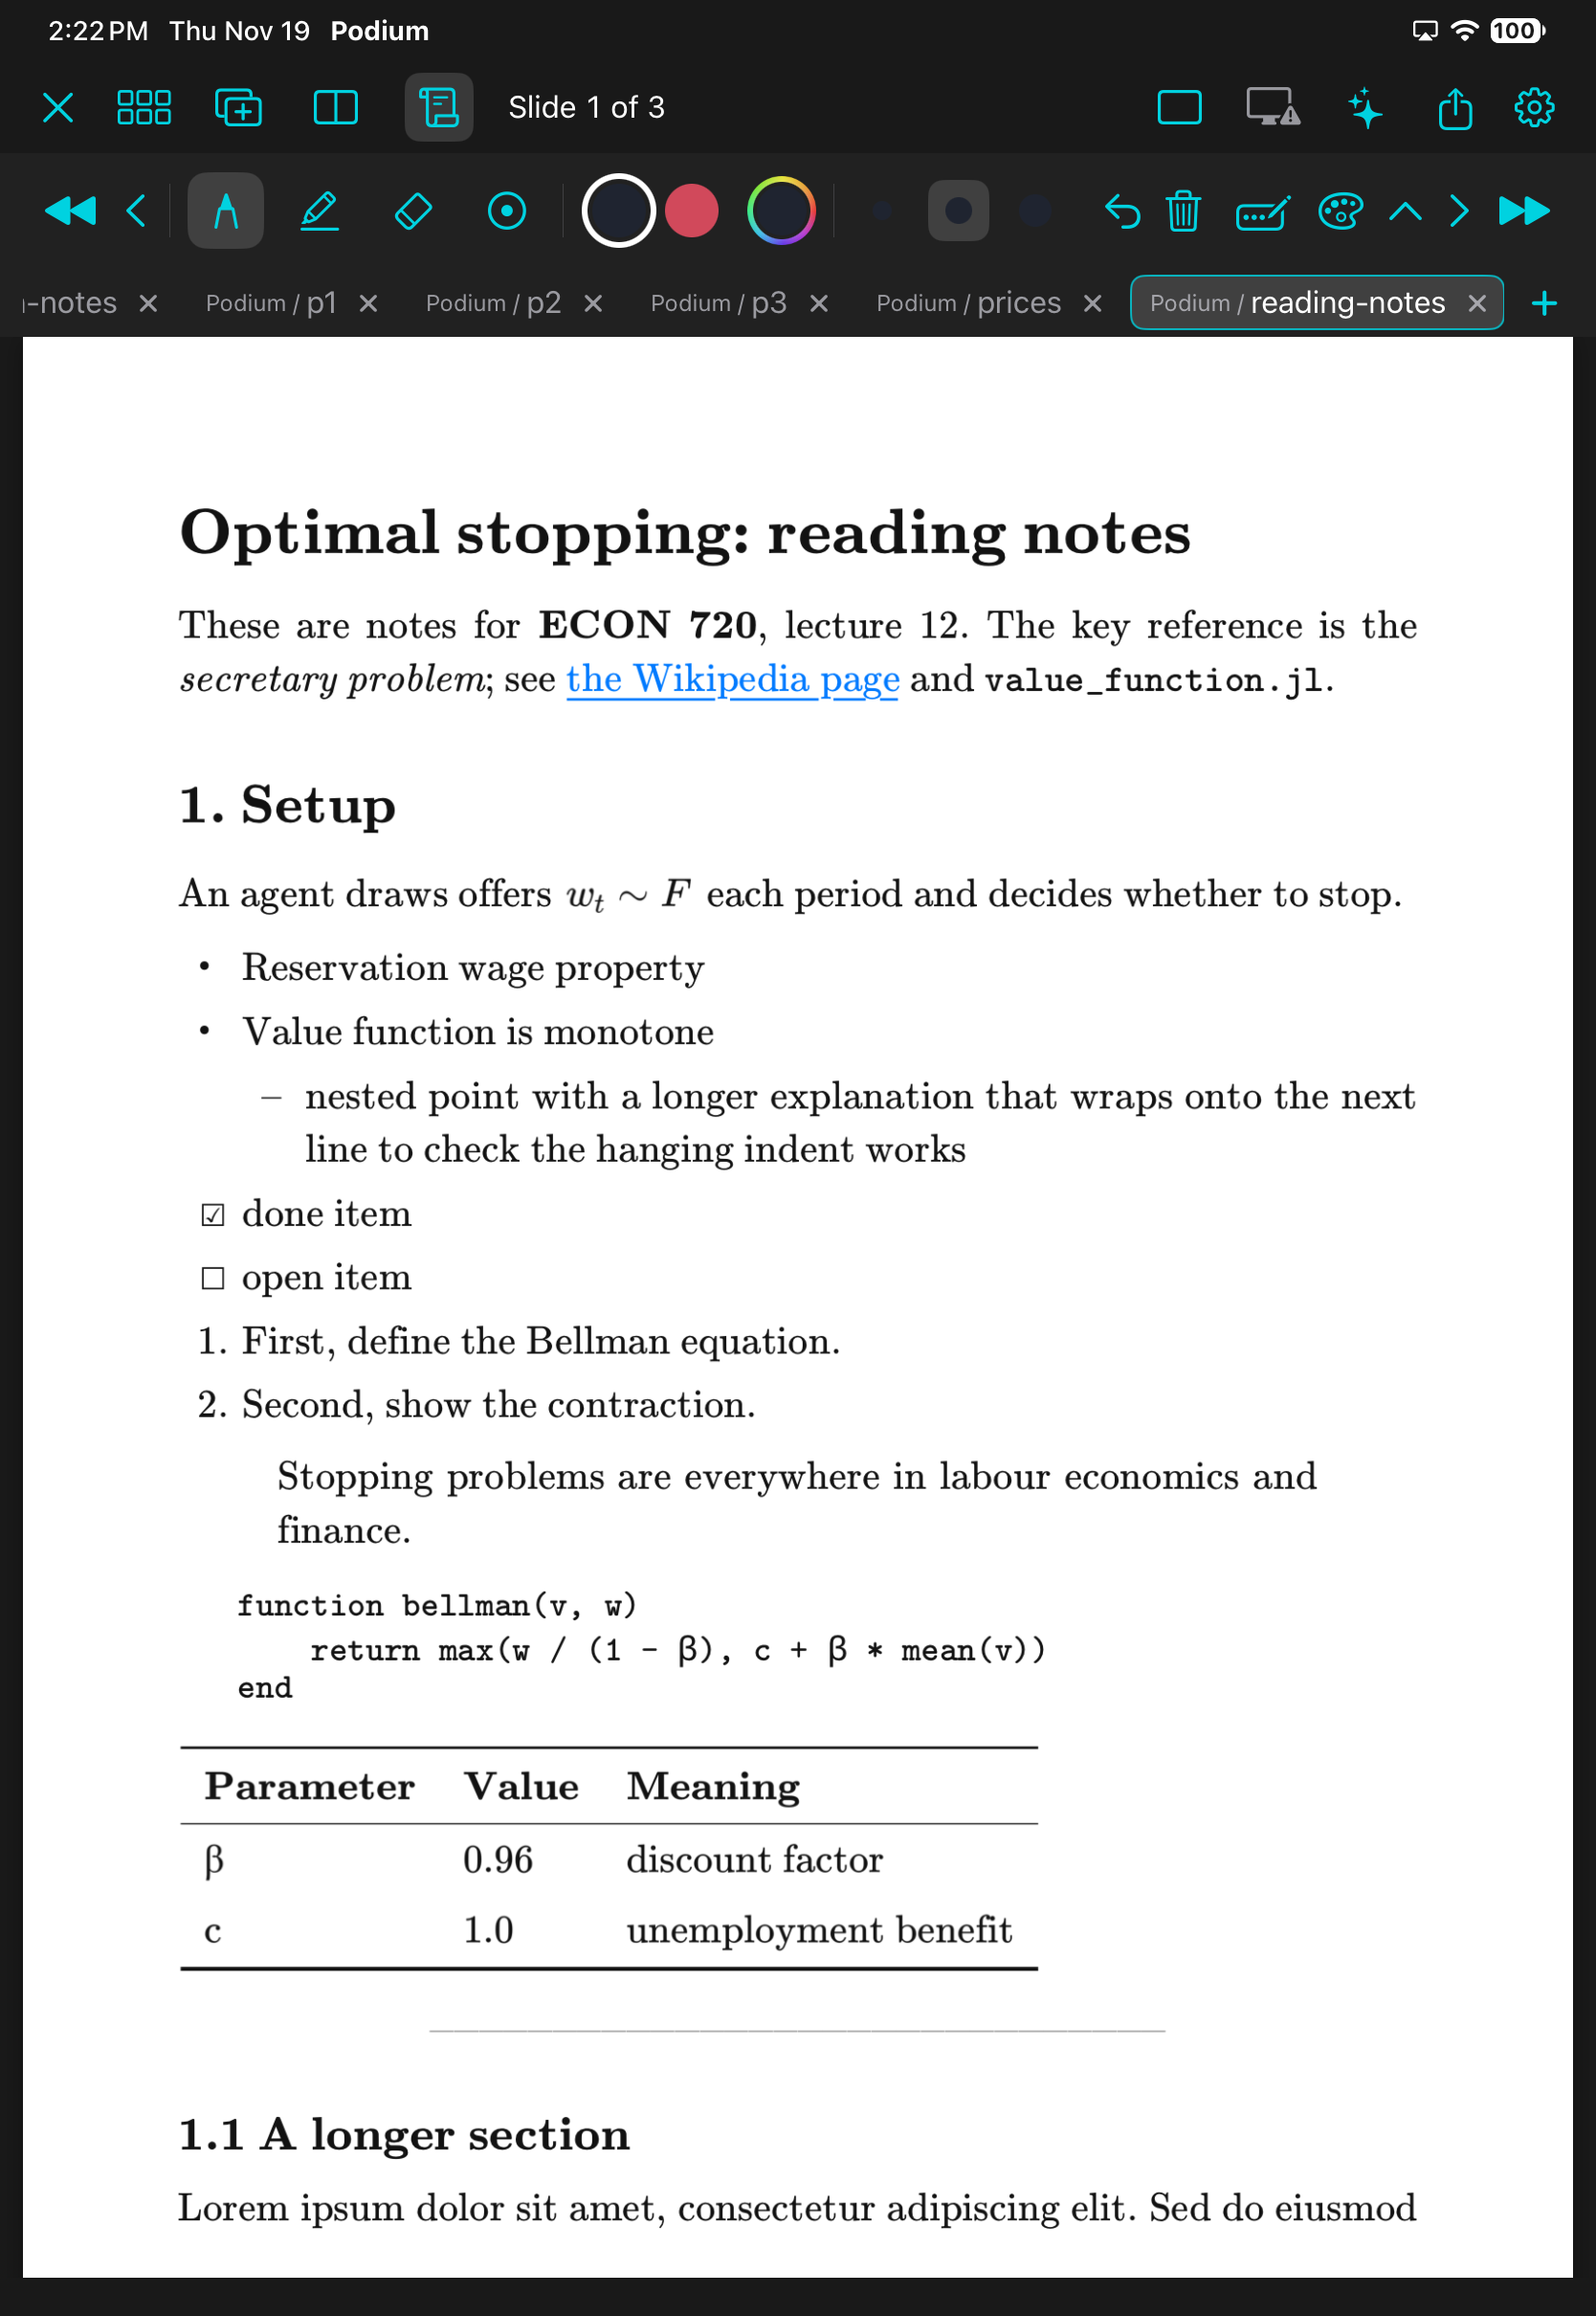 2:22 PM Thu Nov 19 Podium
100
Slide 1 of 3
-notes
Podium / p1
Podium / p2
Podium / p3
Podium / prices
Podium / reading-notes
Optimal stopping: reading notes
These are notes for ECON 720, lecture 12. The key reference is the
secretary problem; see the Wikipedia page and value_function.jl.
1. Setup
An agent draws offers wₜ ∼ F each period and decides whether to stop.
• Reservation wage property
• Value function is monotone
– nested point with a longer explanation that wraps onto the next
line to check the hanging indent works
☑ done item
☐ open item
1. First, define the Bellman equation.
2. Second, show the contraction.
Stopping problems are everywhere in labour economics and
finance.
function bellman(v, w)
    return max(w / (1 - β), c + β * mean(v))
end
Parameter Value Meaning
β 0.96 discount factor
c 1.0 unemployment benefit
1.1 A longer section
Lorem ipsum dolor sit amet, consectetur adipiscing elit. Sed do eiusmod